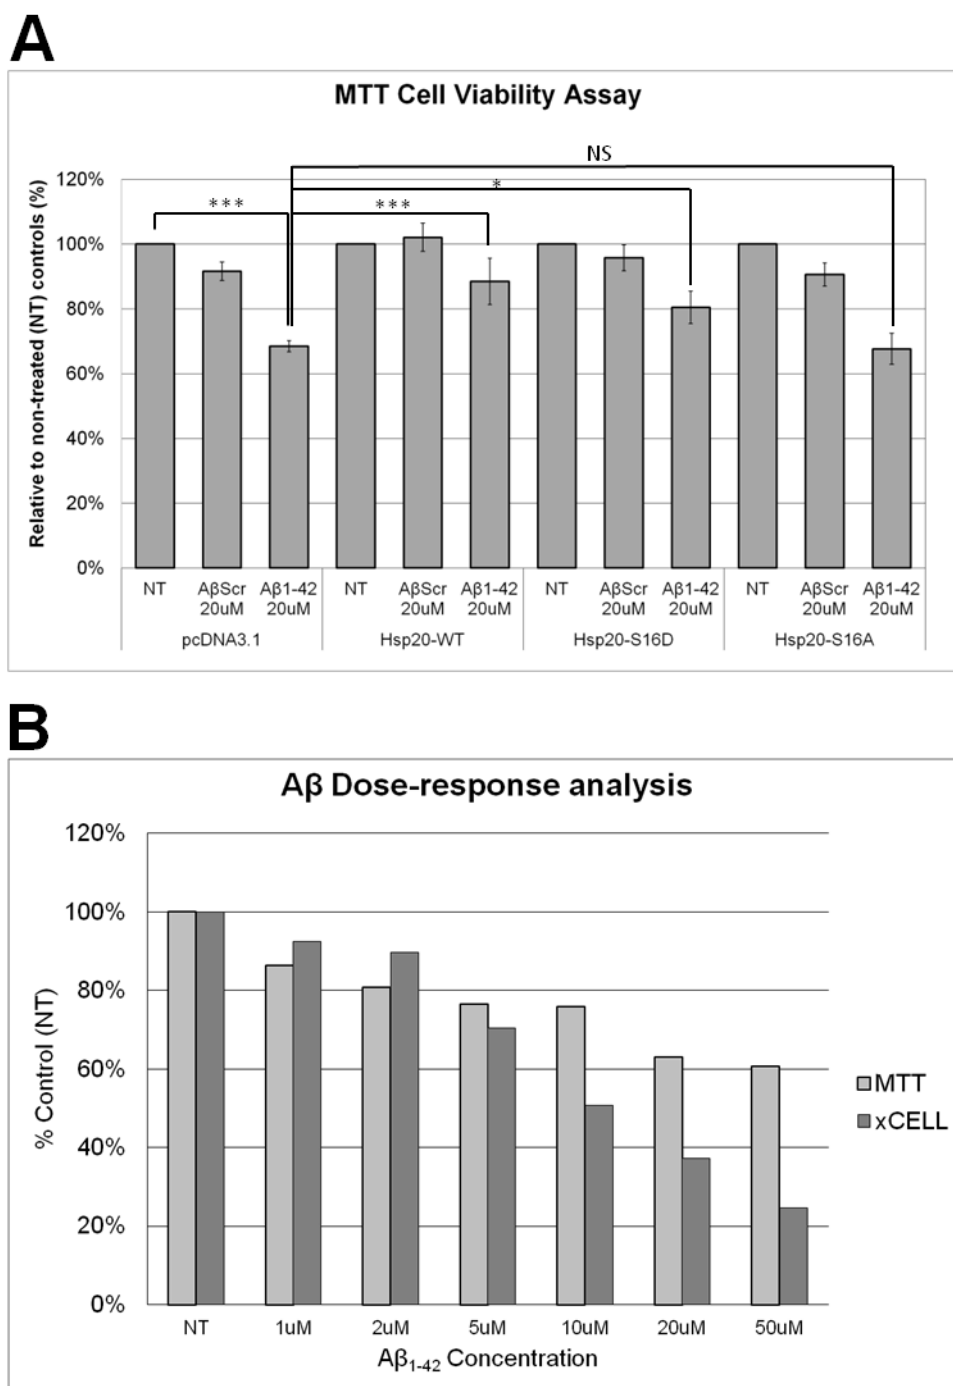 A
MTT Cell Viability Assay
NS
*
*** ***
Relative to non-treated (NT) controls (%)
120%
100%
80%
60%
40%
20%
0%
NT AβScr Aβ1-42 NT AβScr Aβ1-42 NT AβScr Aβ1-42 NT AβScr Aβ1-42
20uM 20uM 20uM 20uM 20uM 20uM 20uM 20uM
pcDNA3.1 Hsp20-WT Hsp20-S16D Hsp20-S16A
B
Aβ Dose-response analysis
% Control (NT)
120%
100%
80%
60%
40%
20%
0%
NT 1uM 2uM 5uM 10uM 20uM 50uM
Aβ1-42 Concentration
MTT
xCELL